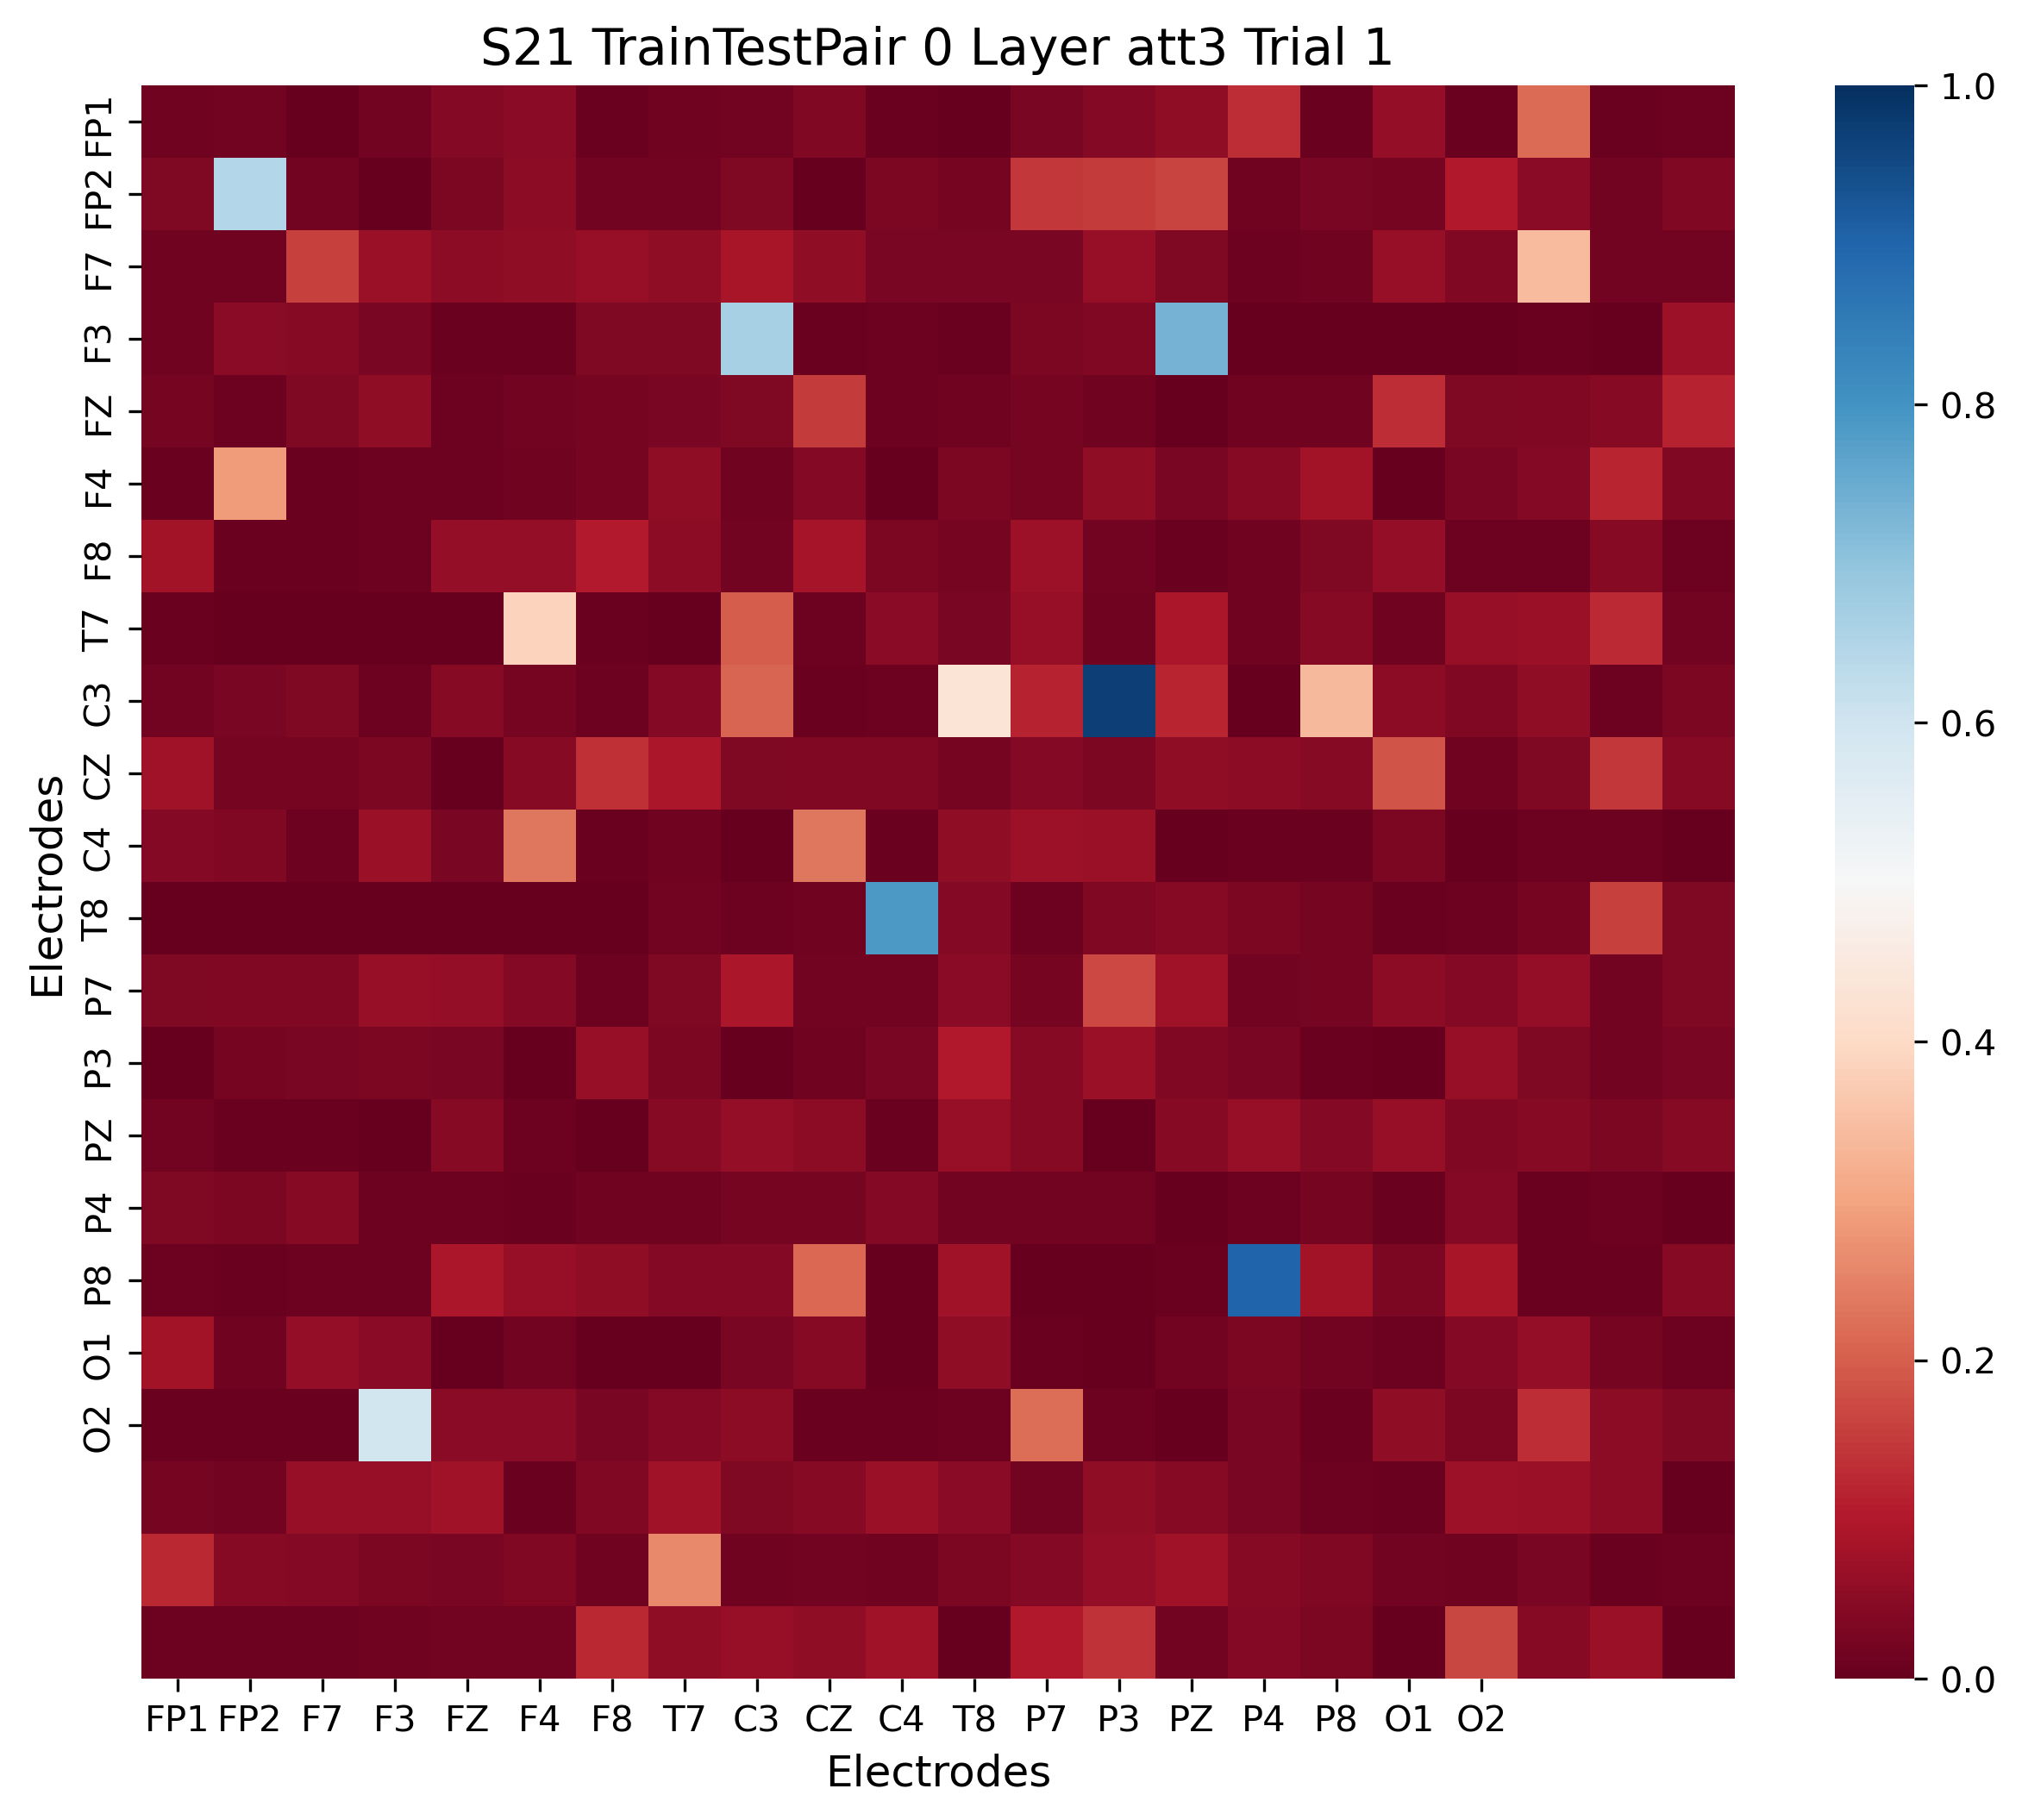 S21 TrainTestPair 0 Layer att3 Trial 1
Electrodes
FP1
FP2
F7
F3
FZ
F4
F8
T7
C3
CZ
C4
T8
P7
P3
PZ
P4
P8
O1
O2
FP1 FP2 F7 F3 FZ F4 F8 T7 C3 CZ C4 T8 P7 P3 PZ P4 P8 O1 O2
Electrodes
1.0
0.8
0.6
0.4
0.2
0.0